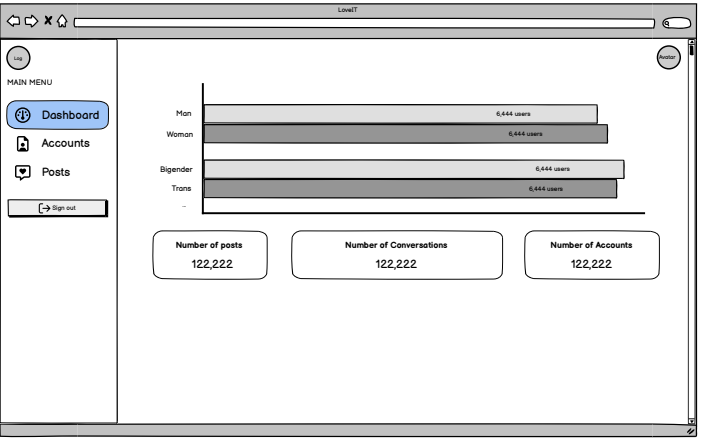 LoveIT
Log
Avatar
MAIN MENU
Dashboard
Accounts
Posts
Sign out
Man
6,444 users
Woman
6,444 users
Bigender
6,444 users
Trans
6,444 users
...
Number of posts
122,222
Number of Conversations
122,222
Number of Accounts
122,222